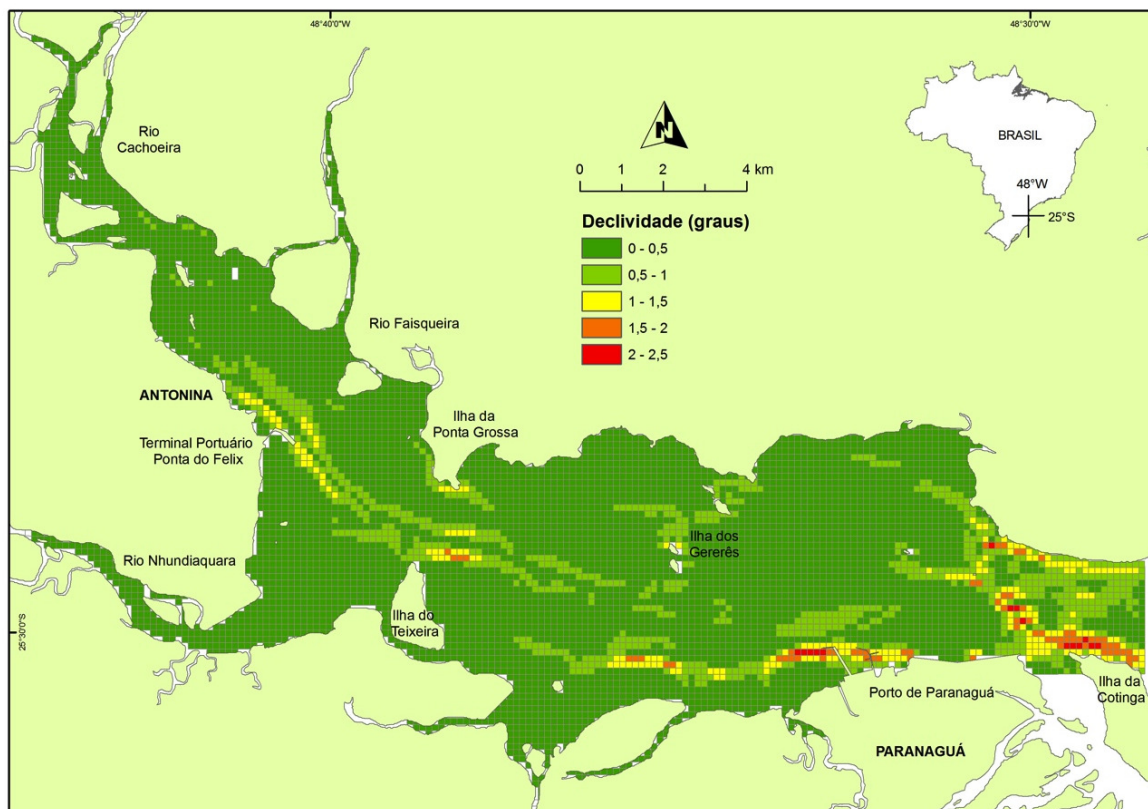 48°40'0"W
48°30'0"W
Rio
Cachoeira
N
BRASIL
48°W
25°S
0 1 2 4 km
Declividade (graus)
0 - 0,5
0,5 - 1
1 - 1,5
1,5 - 2
2 - 2,5
Rio Faisqueira
ANTONINA
Ilha da
Ponta Grossa
Terminal Portuário
Ponta do Felix
Ilha dos
Gererês
Rio Nhundiaquara
Ilha do
Teixeira
25°30'0"S
Porto de Paranaguá
Ilha da
Cotinga
PARANAGUÁ